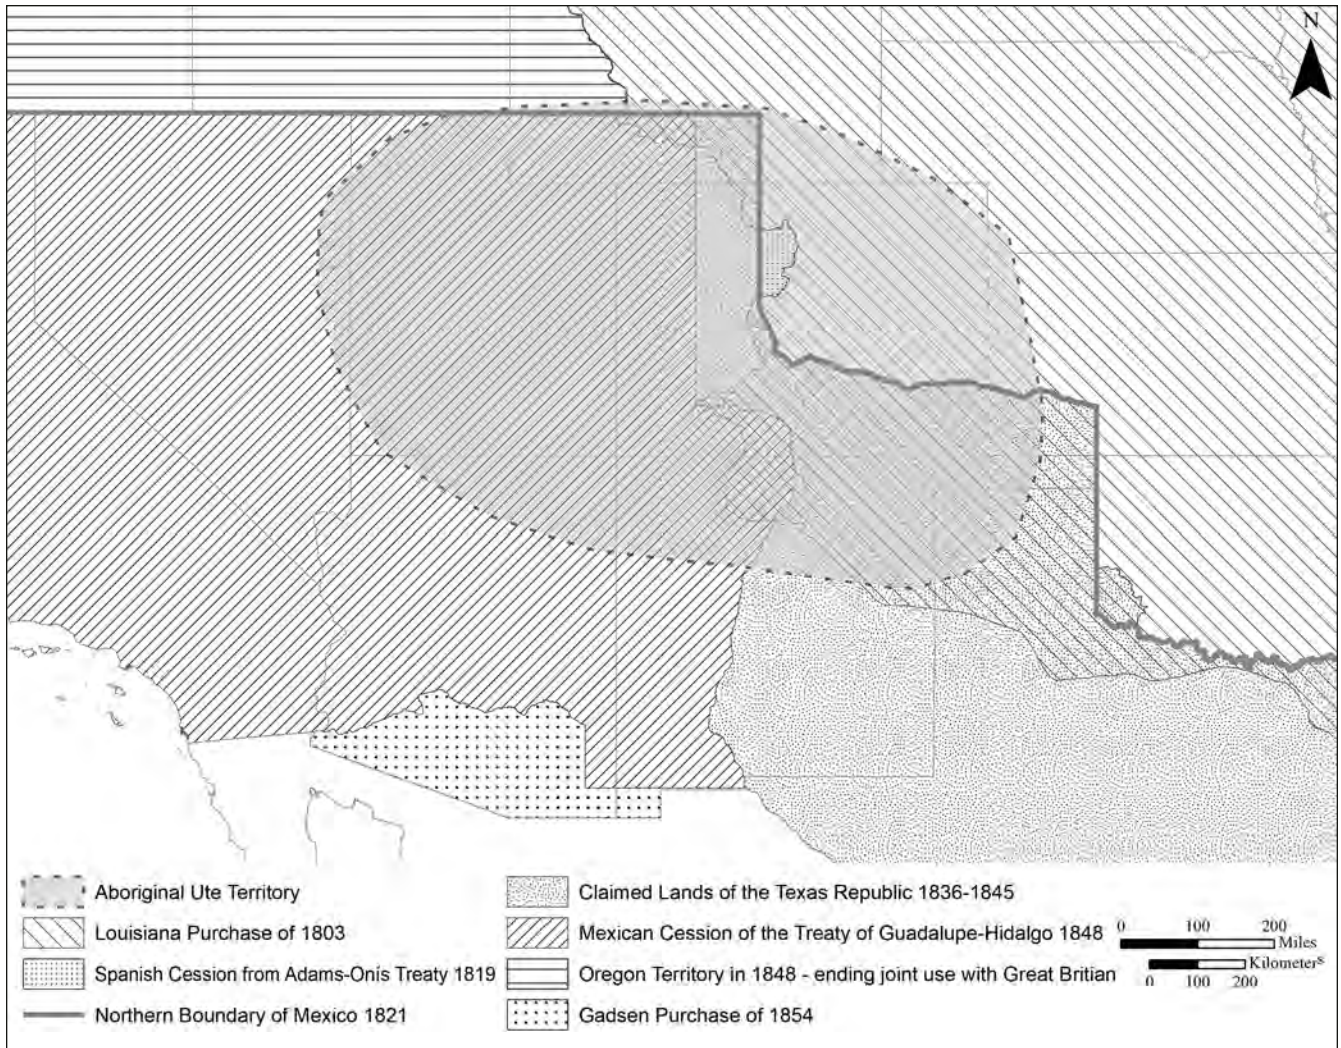 N
Aboriginal Ute Territory
Louisiana Purchase of 1803
Spanish Cession from Adams-Onís Treaty 1819
Northern Boundary of Mexico 1821
Claimed Lands of the Texas Republic 1836-1845
Mexican Cession of the Treaty of Guadalupe-Hidalgo 1848
Oregon Territory in 1848 - ending joint use with Great Britian
Gadsen Purchase of 1854
0 100 200
Miles
Kilometers
0 100 200